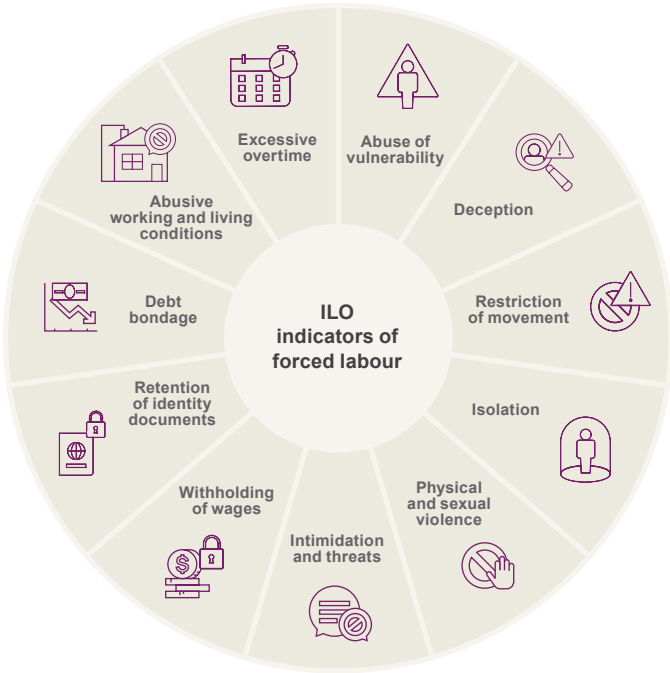 ILO
indicators of
forced labour
Abuse of
vulnerability
Deception
Restriction
of movement
Isolation
Physical
and sexual
violence
Intimidation
and threats
Withholding
of wages
Retention
of identity
documents
Debt
bondage
Abusive
working and living
conditions
Excessive
overtime
$